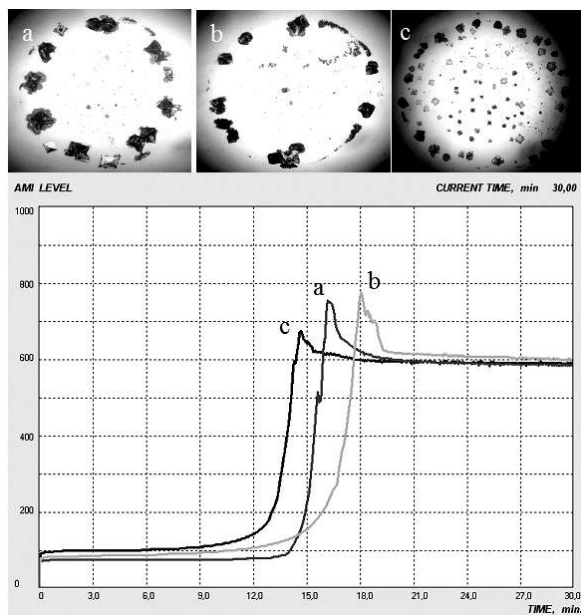 a b c
AMI LEVEL CURRENT TIME, min 30,00
1000
800
b
a
c
600
400
200
0
0 3,0 6,0 9,0 12,0 15,0 18,0 21,0 24,0 27,0 30,0
TIME, min.